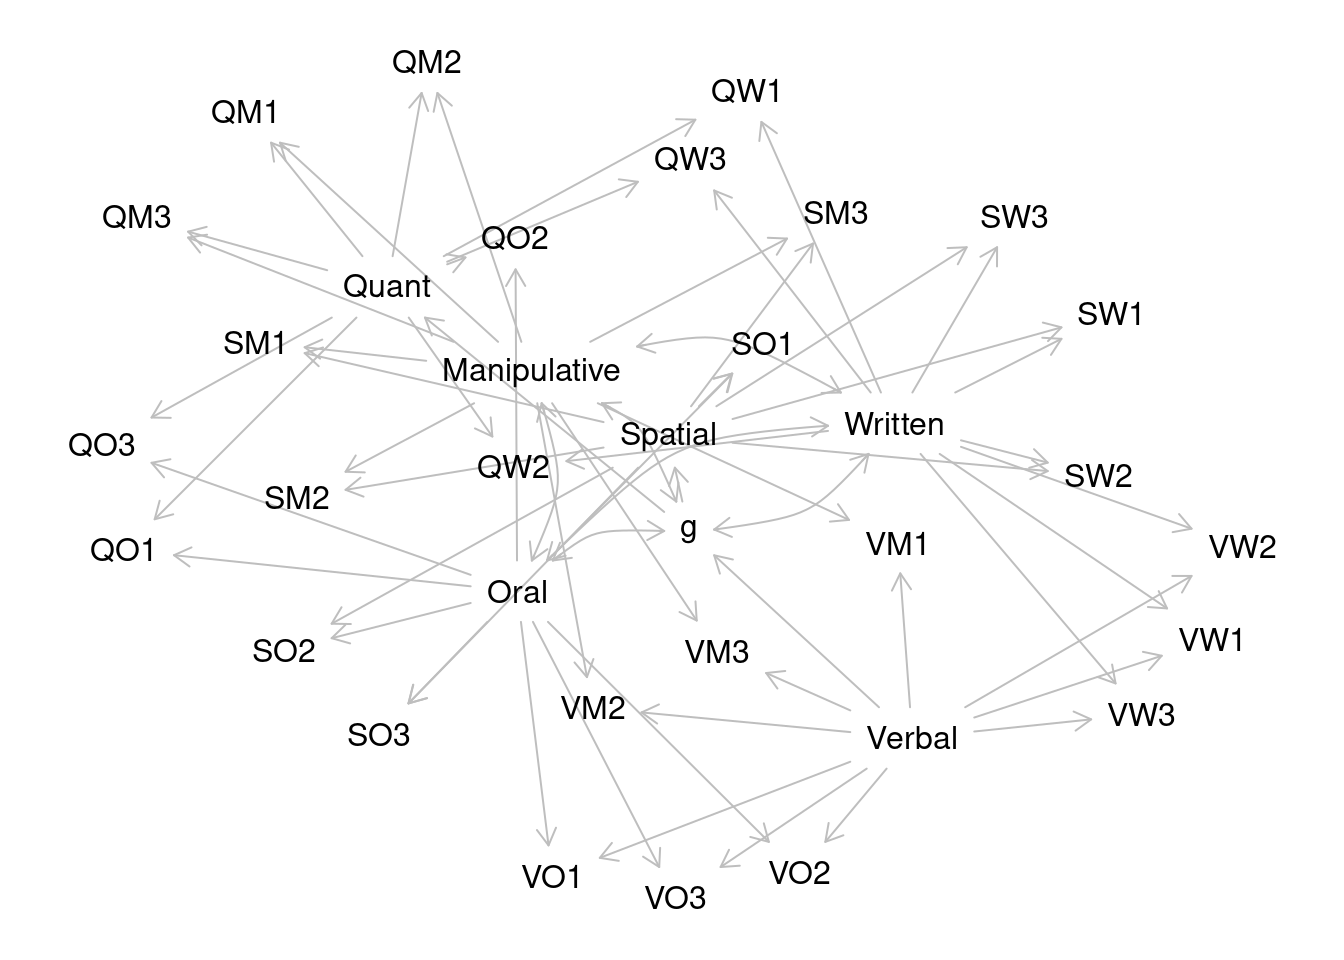 QM2
QW1
QM1
QW3
QM3
SM3
SW3
QO2
Quant
SW1
SM1
SO1
Manipulative
Written
Spatial
QO3
QW2
SW2
SM2
g
VM1
VW2
QO1
Oral
VW1
SO2
VM3
VM2
VW3
SO3
Verbal
VO1
VO2
VO3